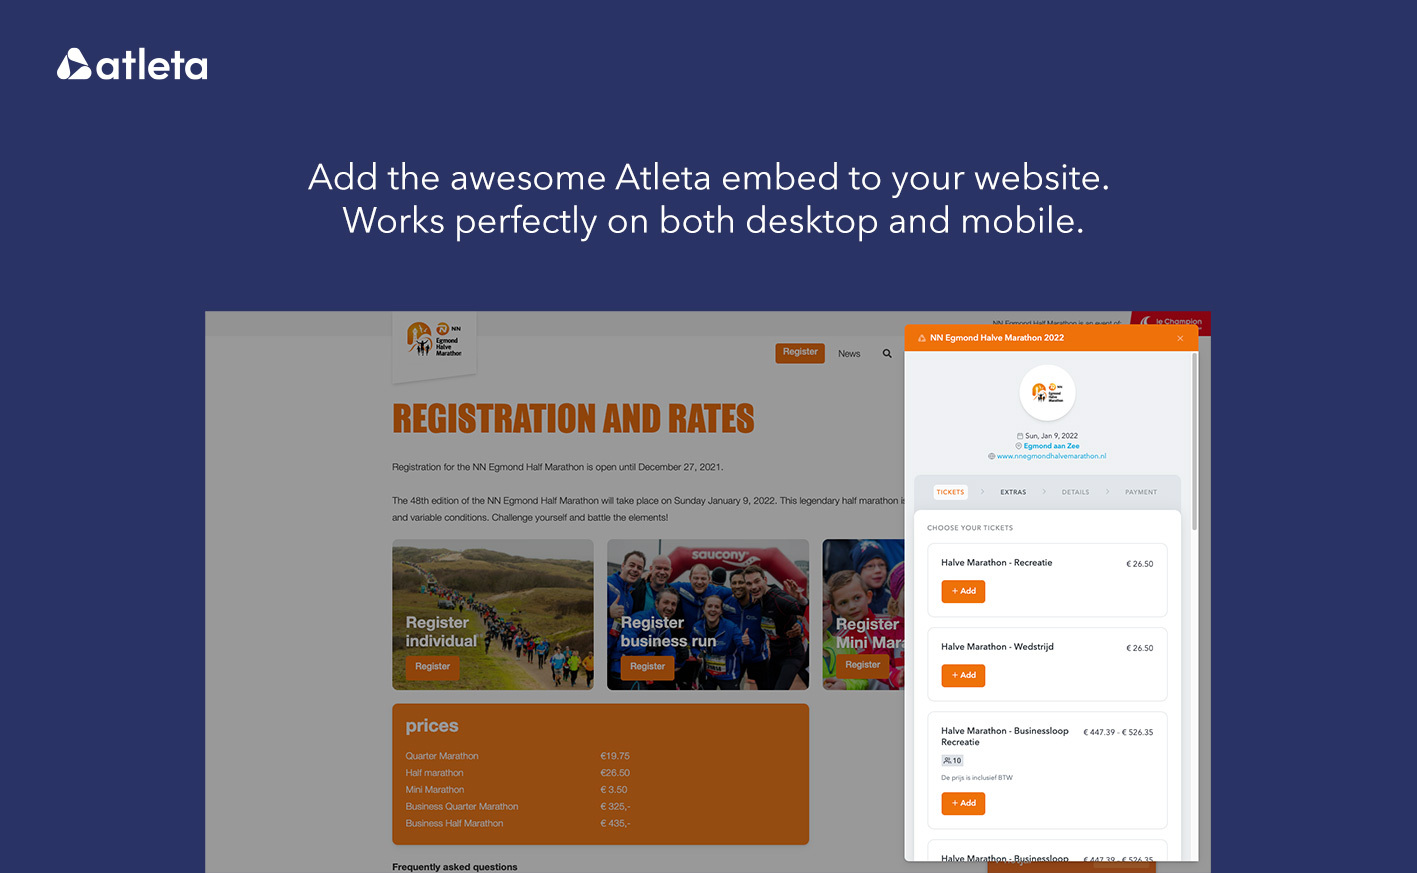 atleta
Add the awesome Atleta embed to your website.
Works perfectly on both desktop and mobile.
NN
Egmond
Halve
Marathon
NN Egmond Half Marathon is an event of:
le Champion
Register
News
REGISTRATION AND RATES
Registration for the NN Egmond Half Marathon is open until December 27, 2021.
The 48th edition of the NN Egmond Half Marathon will take place on Sunday January 9, 2022. This legendary half marathon is
and variable conditions. Challenge yourself and battle the elements!
Register
individual
Register
saucony
Register
business run
Register
Register
Mini Mara
Register
prices
Quarter Marathon €19.75
Half marathon €26.50
Mini Marathon € 3.50
Business Quarter Marathon € 325,-
Business Half Marathon € 435,-
Frequently asked questions
NN Egmond Halve Marathon 2022
NN
Egmond
Halve
Marathon
Sun, Jan 9, 2022
Egmond aan Zee
www.nnegmondhalvemarathon.nl
TICKETS > EXTRAS > DETAILS > PAYMENT
CHOOSE YOUR TICKETS
Halve Marathon - Recreatie € 26.50
+ Add
Halve Marathon - Wedstrijd € 26.50
+ Add
Halve Marathon - Businessloop € 447.39 - € 526.35
Recreatie
10
De prijs is inclusief BTW
+ Add
Halve Marathon - Businessloop € 447.39 - € 526.35